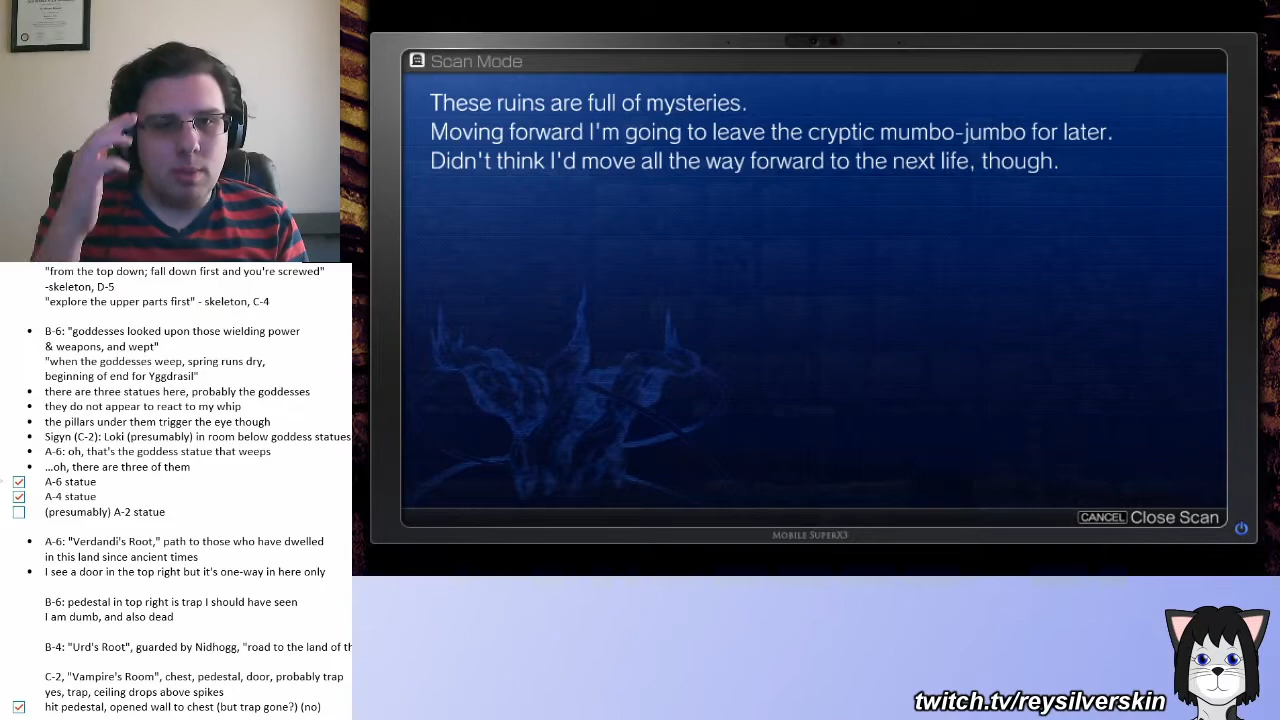 Scan Mode
These ruins are full of mysteries.
Moving forward I'm going to leave the cryptic mumbo-jumbo for later.
Didn't think I'd move all the way forward to the next life, though.
CANCEL Close Scan
MOBILE SUPERX3
"from the top down; fall down first and you're screwed"
-skeleton, D-5
"explore the upper parts first" - skeleton, C-4
B-6: "goddesses looked upon those wielding power
& weapons, and wept"
"when the goddesses weep, spring runs dry,
beginning of end for Yggdrasil"
there are three statues here, probably the goddesses
they do not appear to react to my whip
the pillars under them trigger the eye though
Sigyn (C-2): Loki (presumably) in room below goddess statues
A-6: oh, that's the goddess statue that weeps
...oh, there are three of them
A-6 statue
A-4 statue
(presumably) A-2 statue
A-6: "Verdandi's Root," path to those who have dwelled
in this land since ancient times
I see a door in the top right but it's one-way in here only
B-6: pedestal in top right is trap I should have seen
I am dumb, and also dead
B-4: "Urd's Root", guarded by Nidhogg, "road to the land of th
C-2, "Vampire's Room", chest, pedestal, door, probably trap
yes, trap, ceiling drops above spikes
hit pedestal, opened wall to chest (but trap gone?) (no)
twitch.tv/reysilverskin